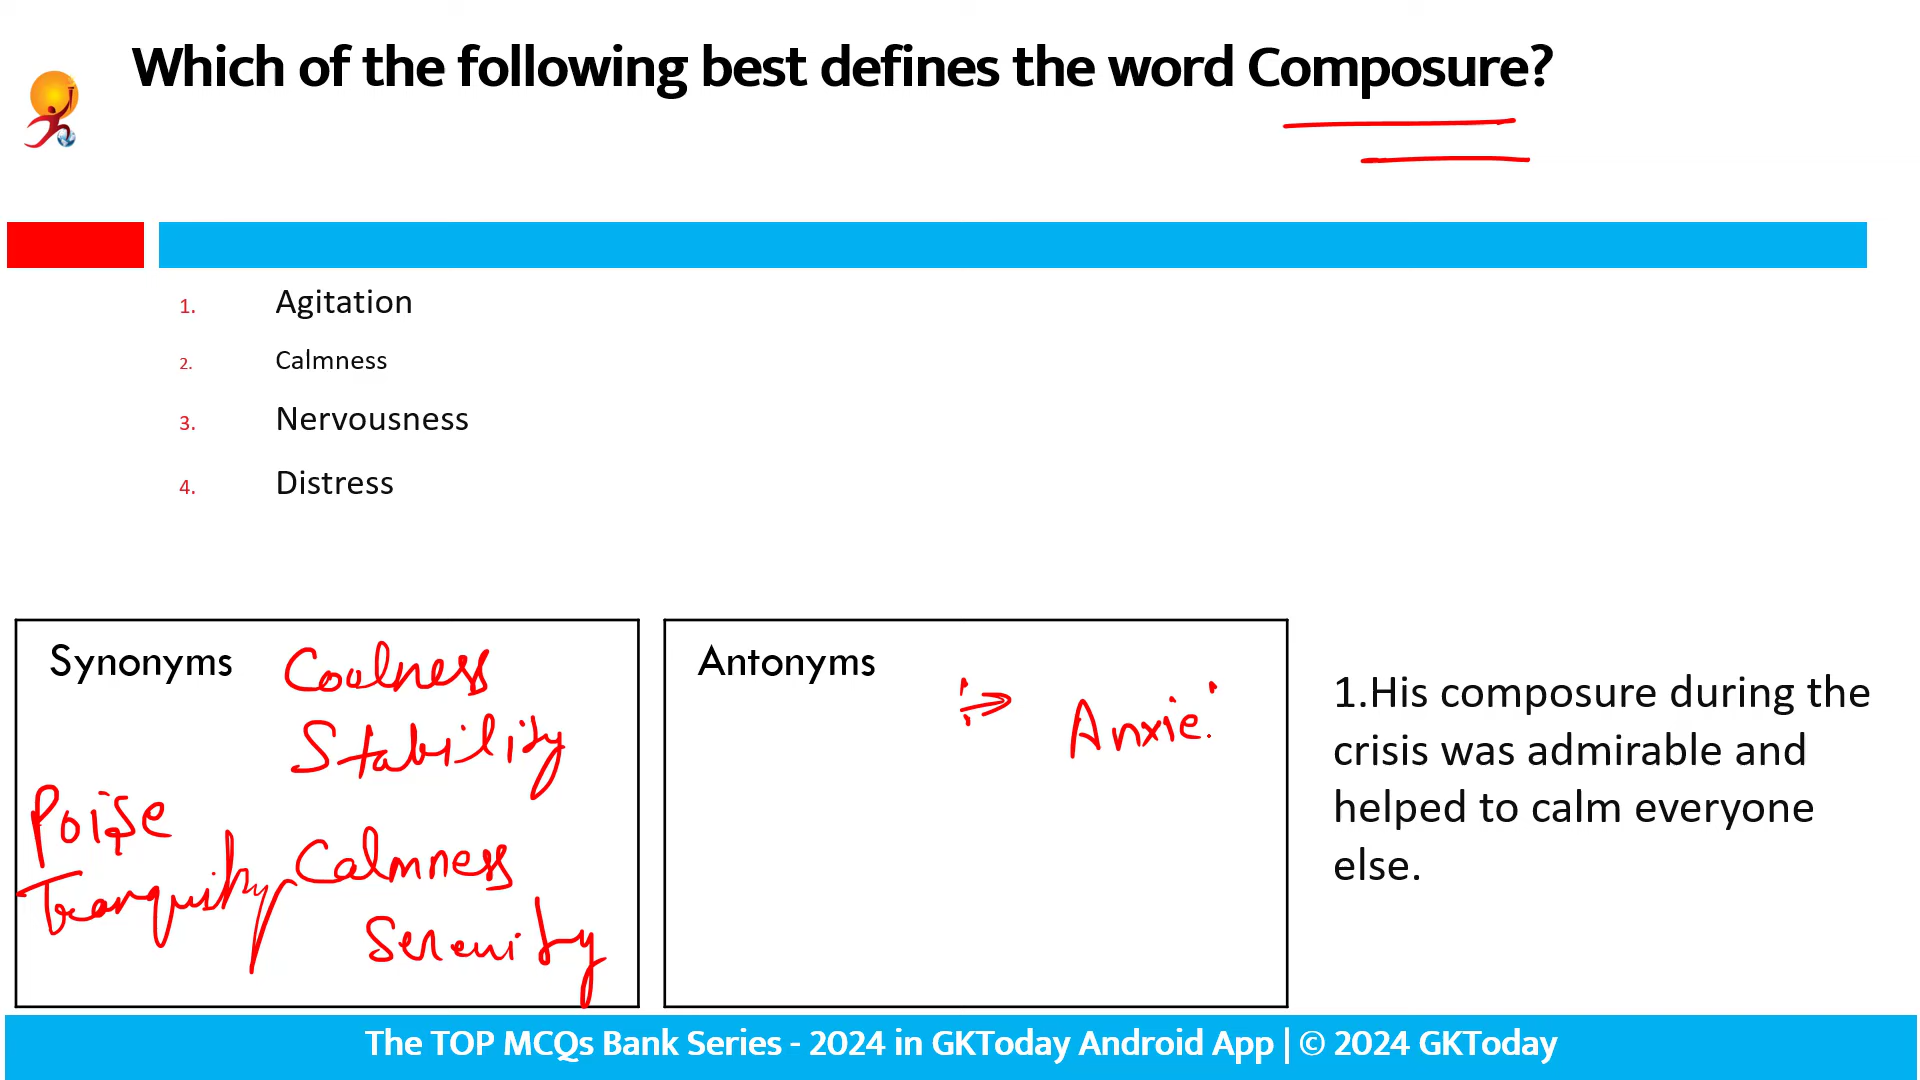 Which of the following best defines the word Composure?
1. Agitation
2. Calmness
3. Nervousness
4. Distress
Synonyms Coolness
Stability
Poise
Calmness
Tranquility
Serenity
Antonyms
Anxie
1.His composure during the
crisis was admirable and
helped to calm everyone
else.
The TOP MCQs Bank Series - 2024 in GKToday Android App | © 2024 GKToday